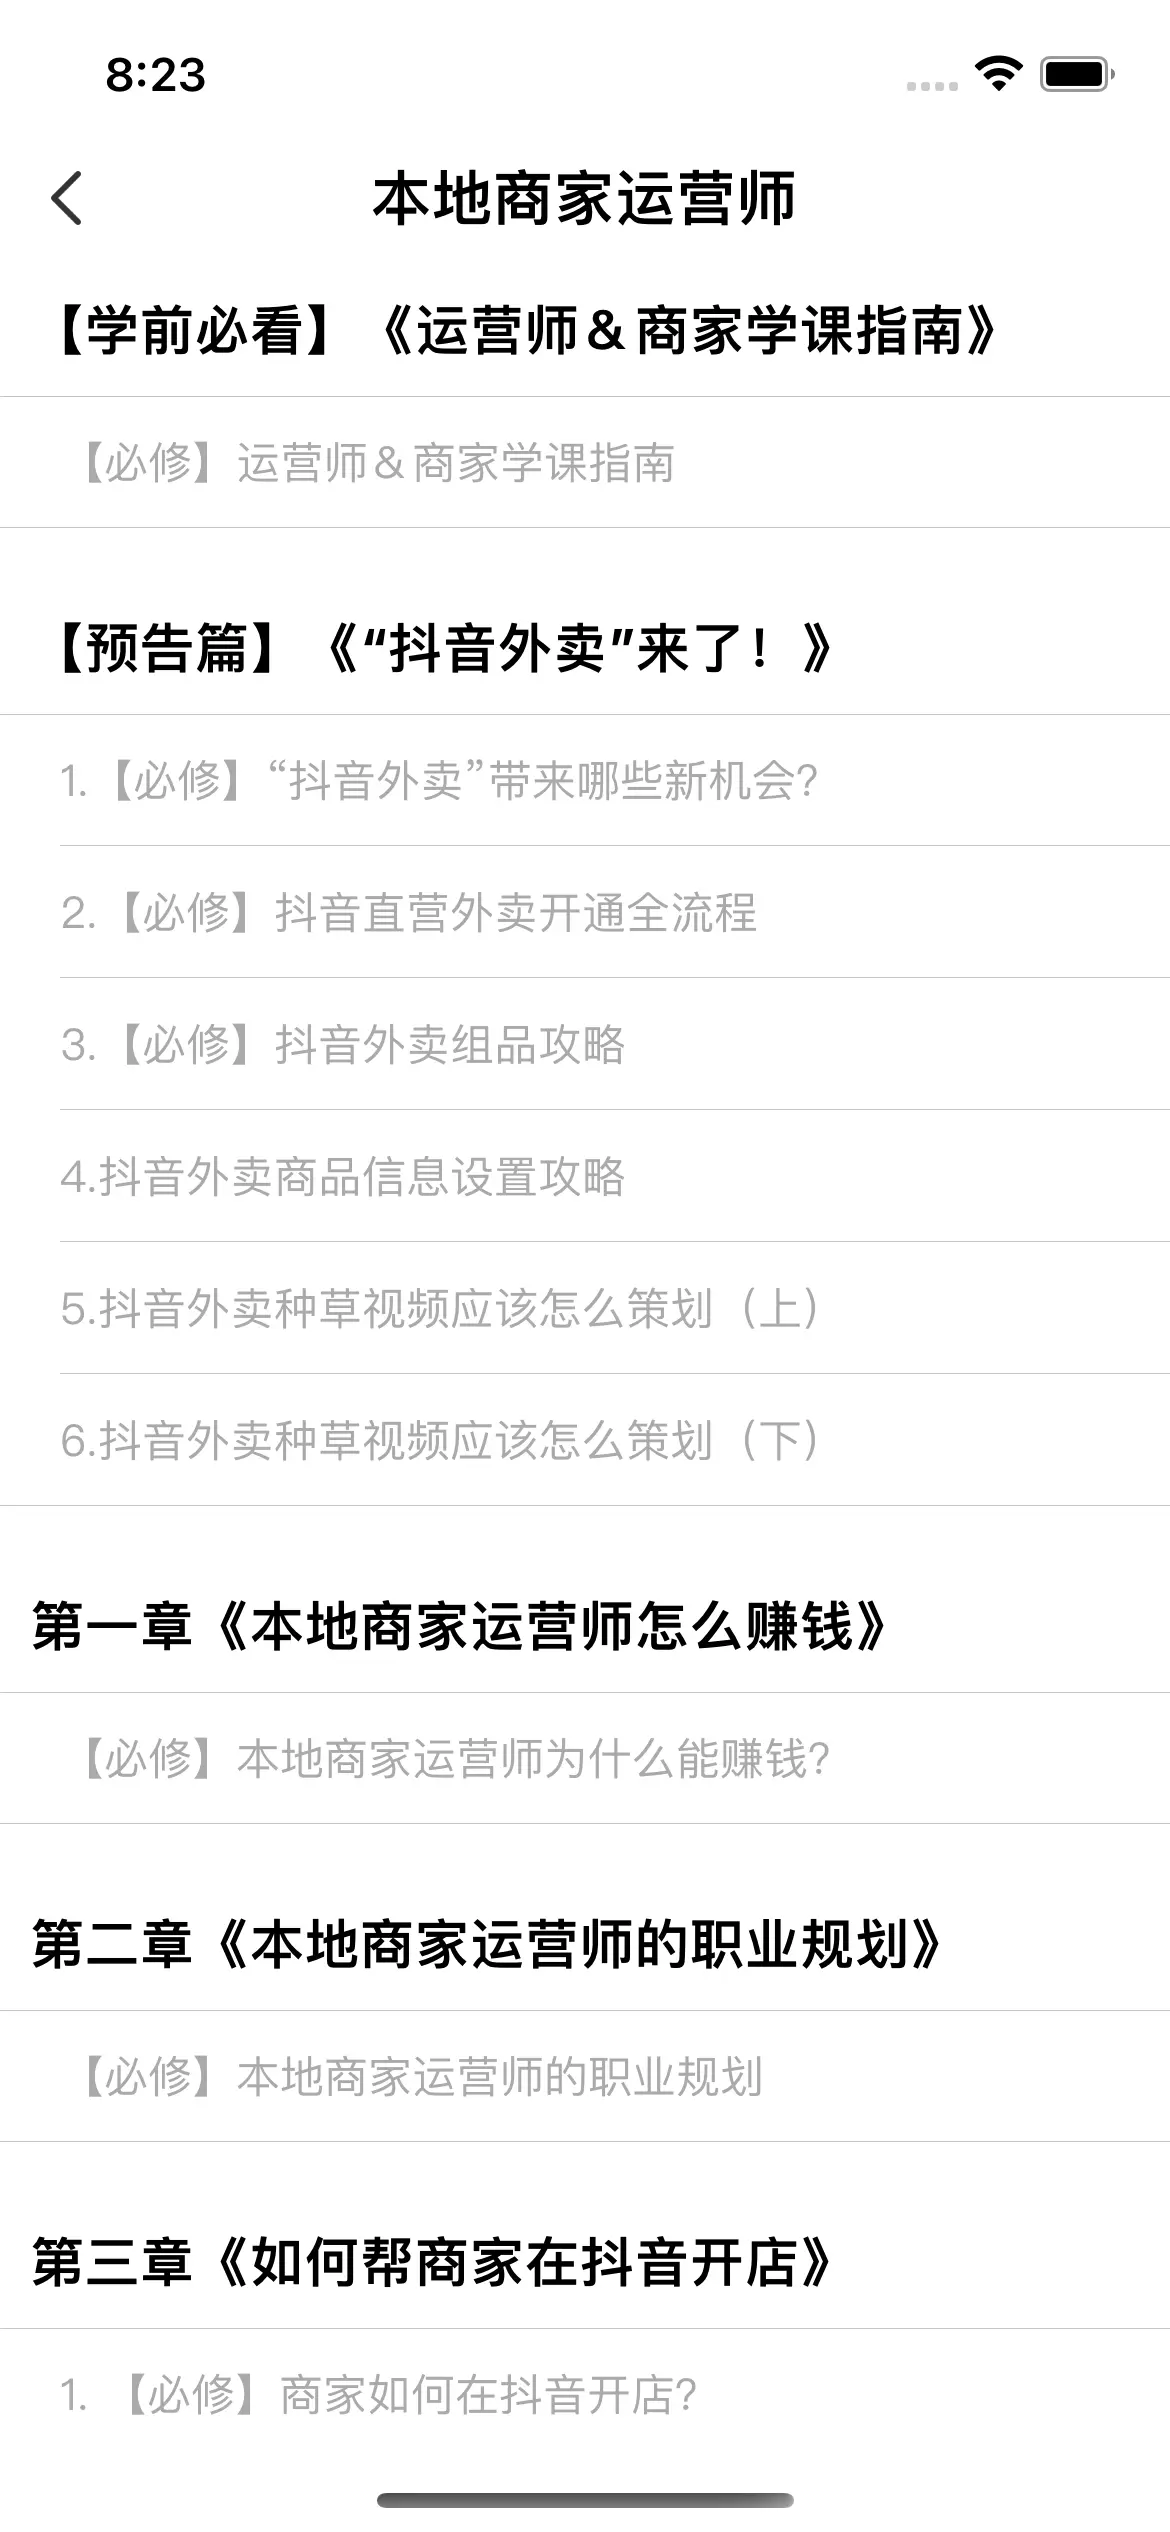 8:23
本地商家运营师
【学前必看】《运营师&商家学课指南》
【必修】运营师&商家学课指南
【预告篇】《“抖音外卖”来了！》
1.【必修】“抖音外卖”带来哪些新机会?
2.【必修】抖音直营外卖开通全流程
3.【必修】抖音外卖组品攻略
4.抖音外卖商品信息设置攻略
5.抖音外卖种草视频应该怎么策划（上）
6.抖音外卖种草视频应该怎么策划（下）
第一章《本地商家运营师怎么赚钱》
【必修】本地商家运营师为什么能赚钱?
第二章《本地商家运营师的职业规划》
【必修】本地商家运营师的职业规划
第三章《如何帮商家在抖音开店》
1. 【必修】商家如何在抖音开店?